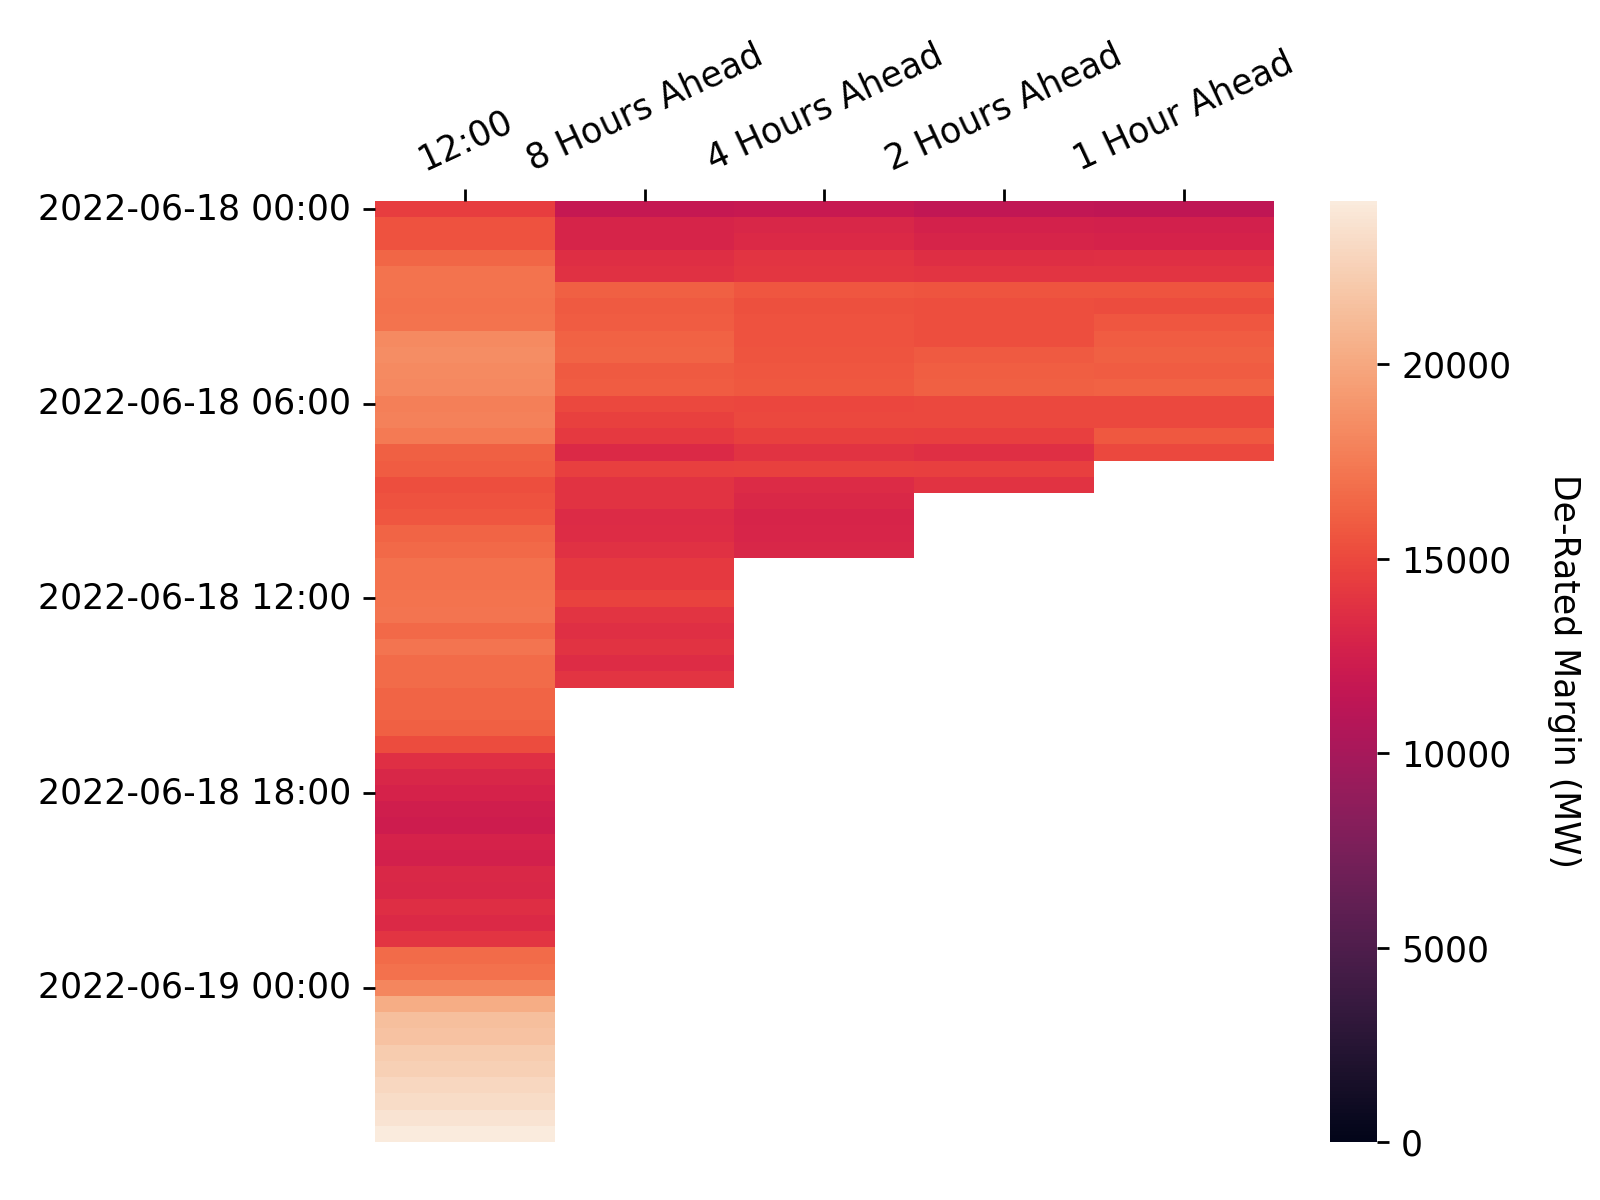 12:00
8 Hours Ahead
4 Hours Ahead
2 Hours Ahead
1 Hour Ahead
2022-06-18 00:00
2022-06-18 06:00
2022-06-18 12:00
2022-06-18 18:00
2022-06-19 00:00
20000
15000
10000
5000
0
De-Rated Margin (MW)